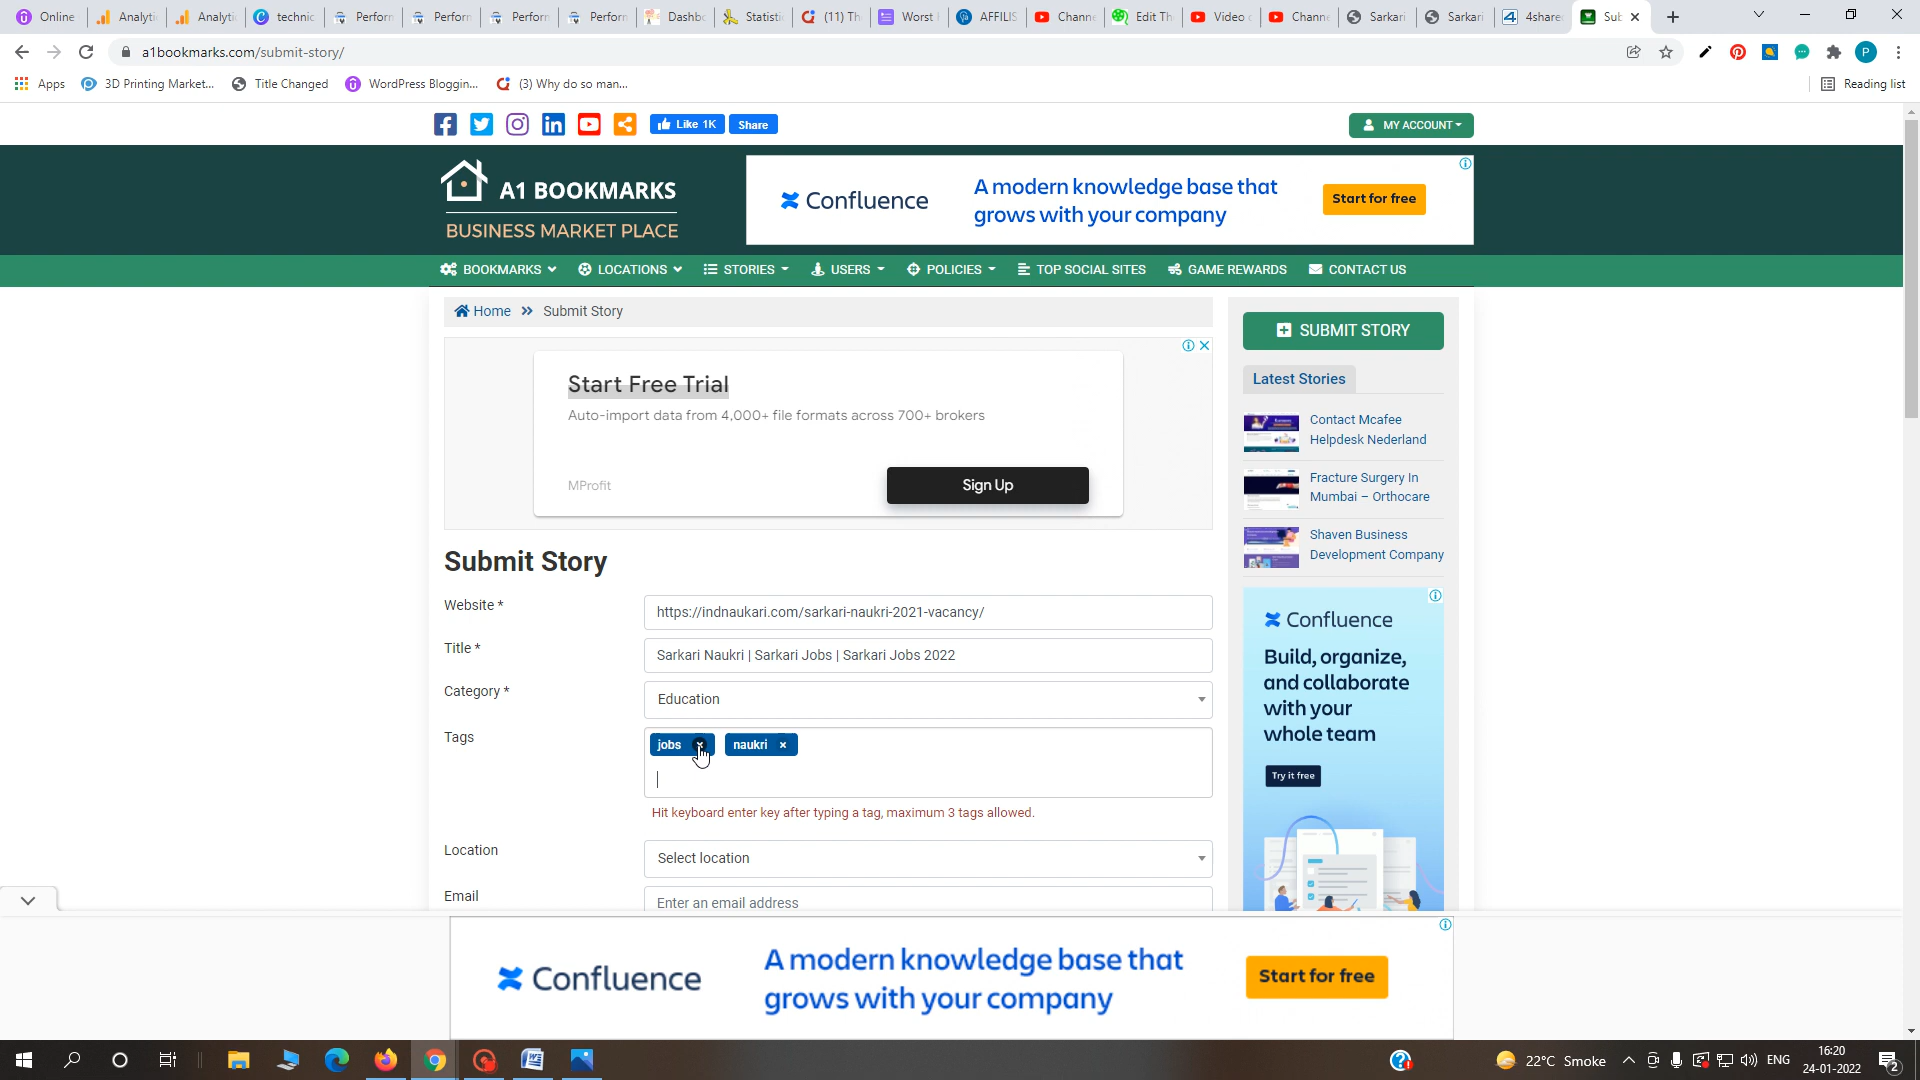 Online
Analytic
Analytic
technic
Perform
Perform
Perform
Perform
Dashbo
Statistic
(11) Th
Worst
AFFILIS
Channe
Edit Th
Video
Channe
Sarkari
Sarkari
4share
Sub
a1bookmarks.com/submit-story/
P
Apps
3D Printing Market...
Title Changed
WordPress Bloggin...
(3) Why do so man...
Reading list
Like 1K
Share
MY ACCOUNT
A1 BOOKMARKS
BUSINESS MARKET PLACE
Confluence
A modern knowledge base that
grows with your company
Start for free
BOOKMARKS
LOCATIONS
STORIES
USERS
POLICIES
TOP SOCIAL SITES
GAME REWARDS
CONTACT US
Home » Submit Story
SUBMIT STORY
Start Free Trial
Auto-import data from 4,000+ file formats across 700+ brokers
MProfit
Sign Up
Latest Stories
Contact Mcafee
Helpdesk Nederland
Fracture Surgery In
Mumbai – Orthocare
Shaven Business
Development Company
Submit Story
Website *
https://indnaukari.com/sarkari-naukri-2021-vacancy/
Title *
Sarkari Naukri | Sarkari Jobs | Sarkari Jobs 2022
Category *
Education
Tags
jobs ×
naukri ×
Hit keyboard enter key after typing a tag, maximum 3 tags allowed.
Location
Select location
Email
Enter an email address
Confluence
Build, organize,
and collaborate
with your
whole team
Try it free
Confluence
A modern knowledge base that
grows with your company
Start for free
22°C Smoke
ENG
16:20
24-01-2022
2